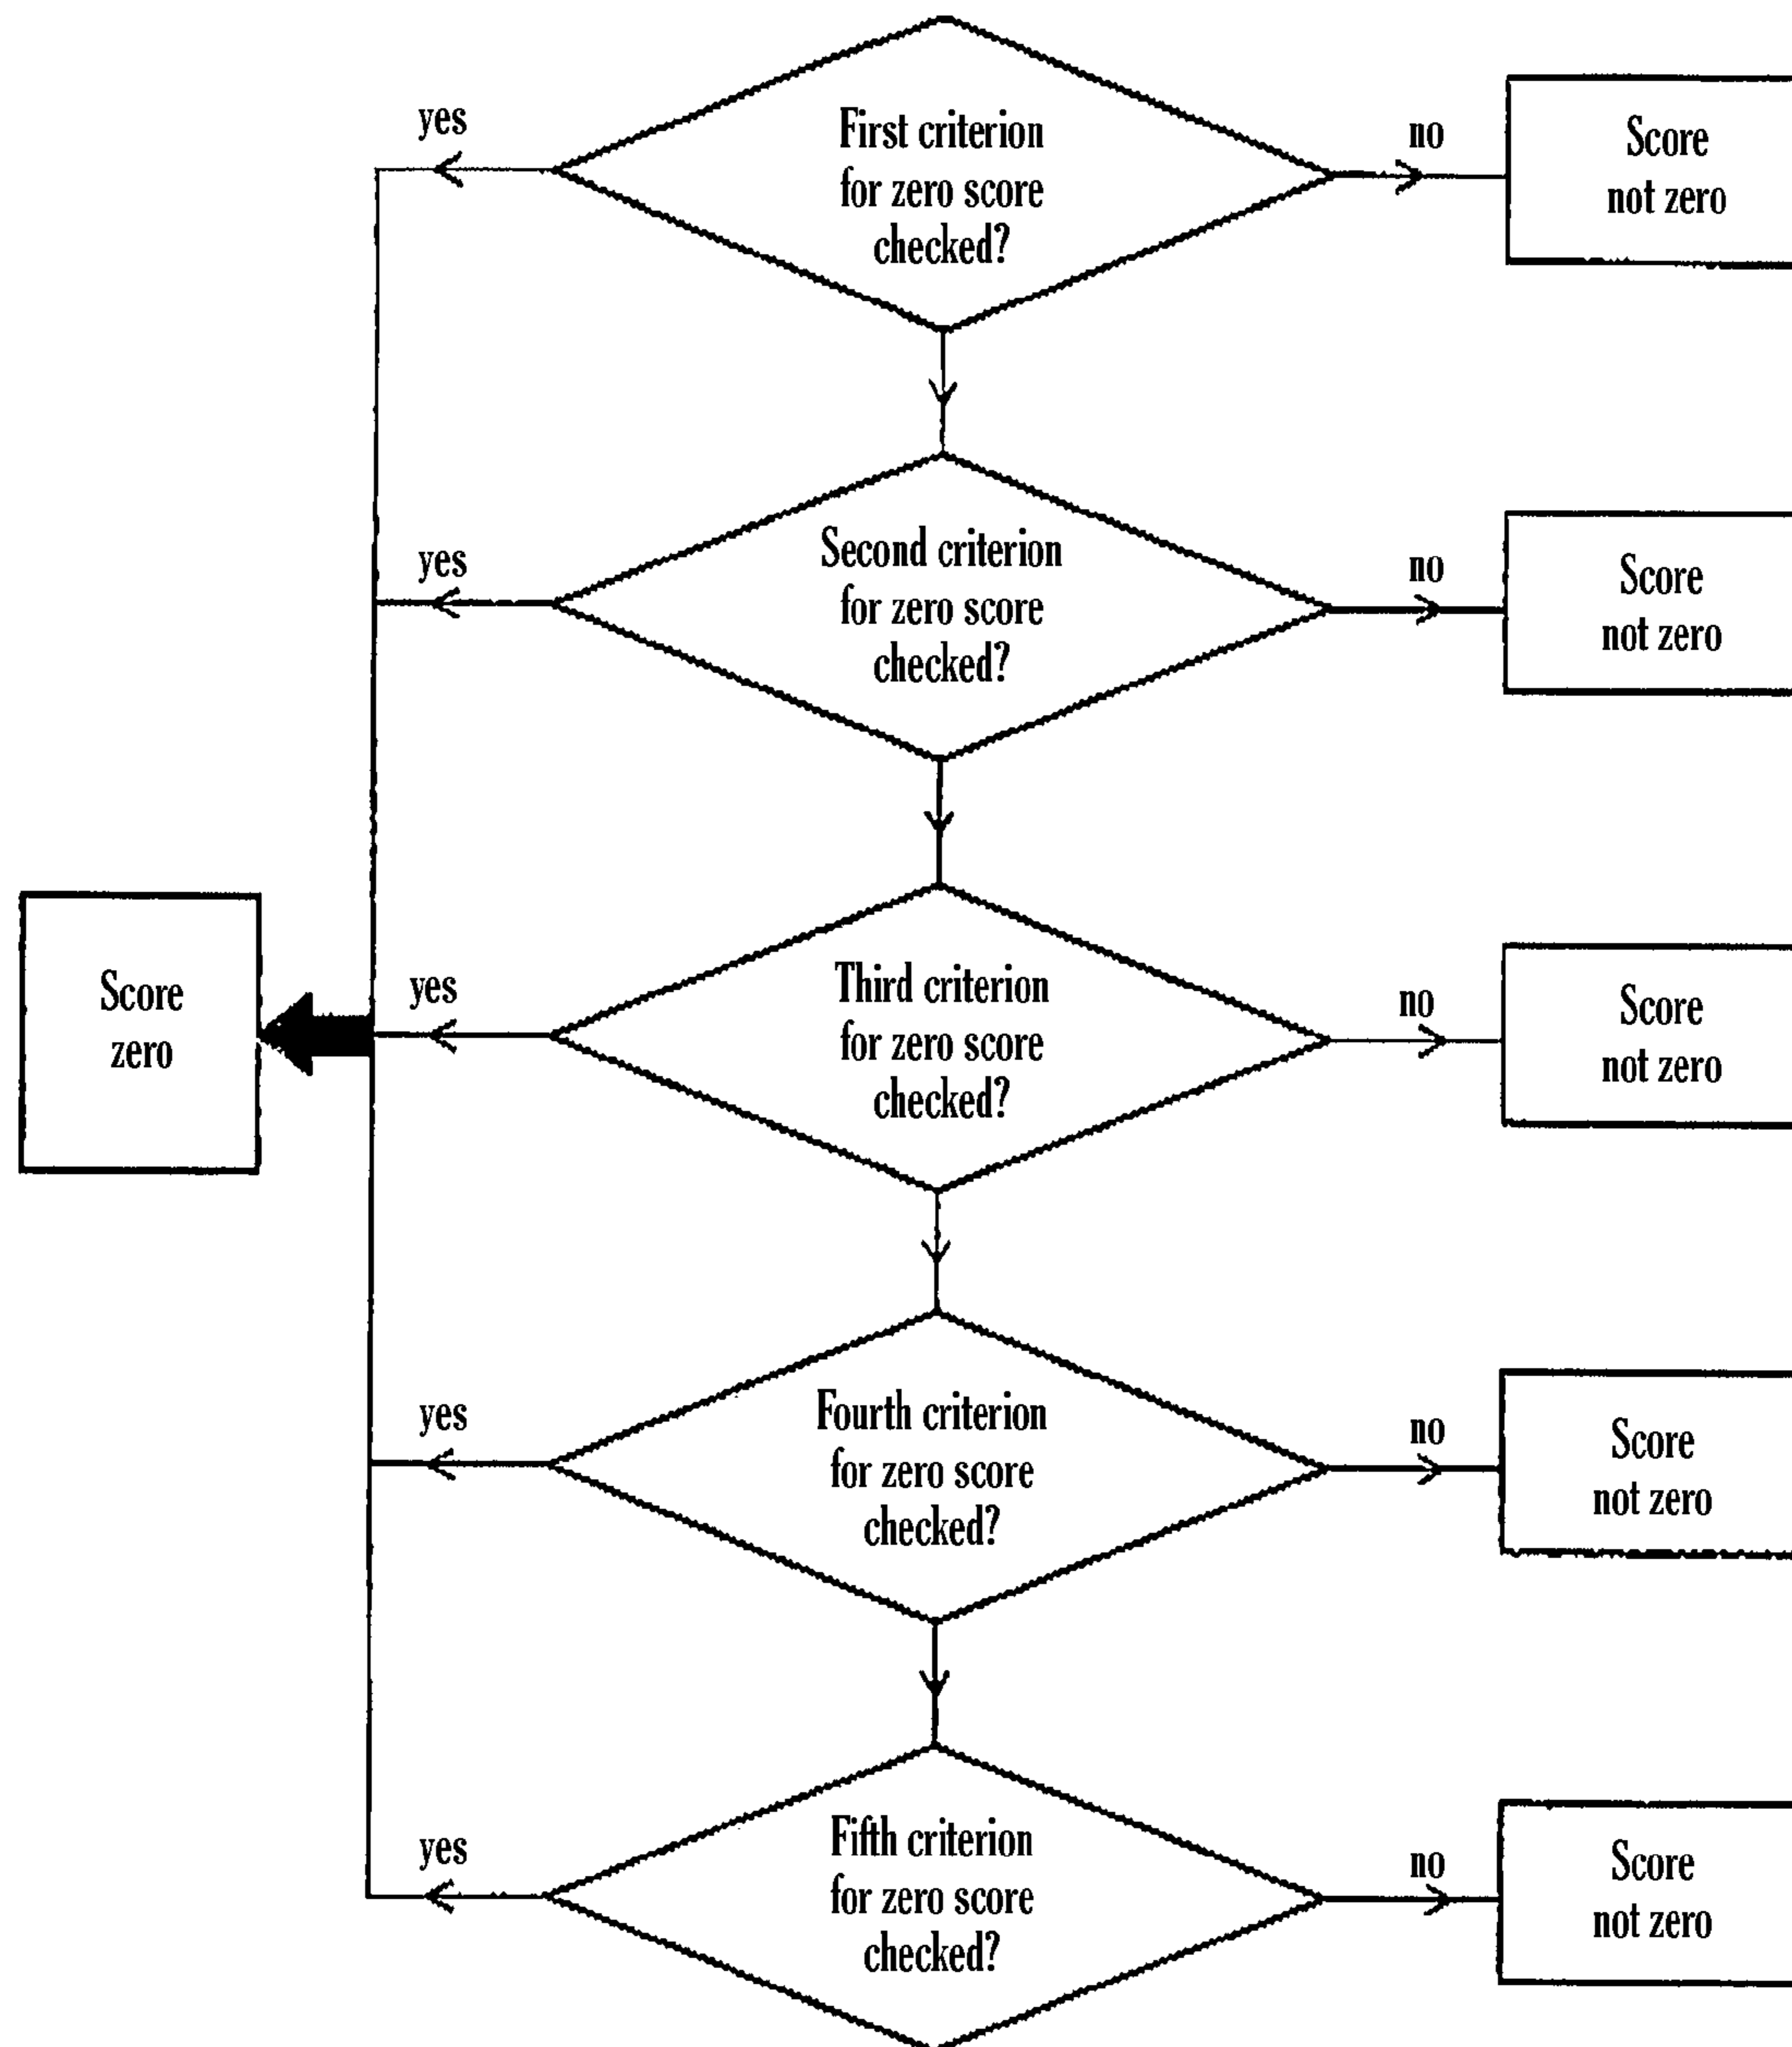 yes
First criterion
for zero score
checked?
no
Score
not zero
yes
Second criterion
for zero score
checked?
no
Score
not zero
Score
zero
yes
Third criterion
for zero score
checked?
no
Score
not zero
yes
Fourth criterion
for zero score
checked?
no
Score
not zero
yes
Fifth criterion
for zero score
checked?
no
Score
not zero